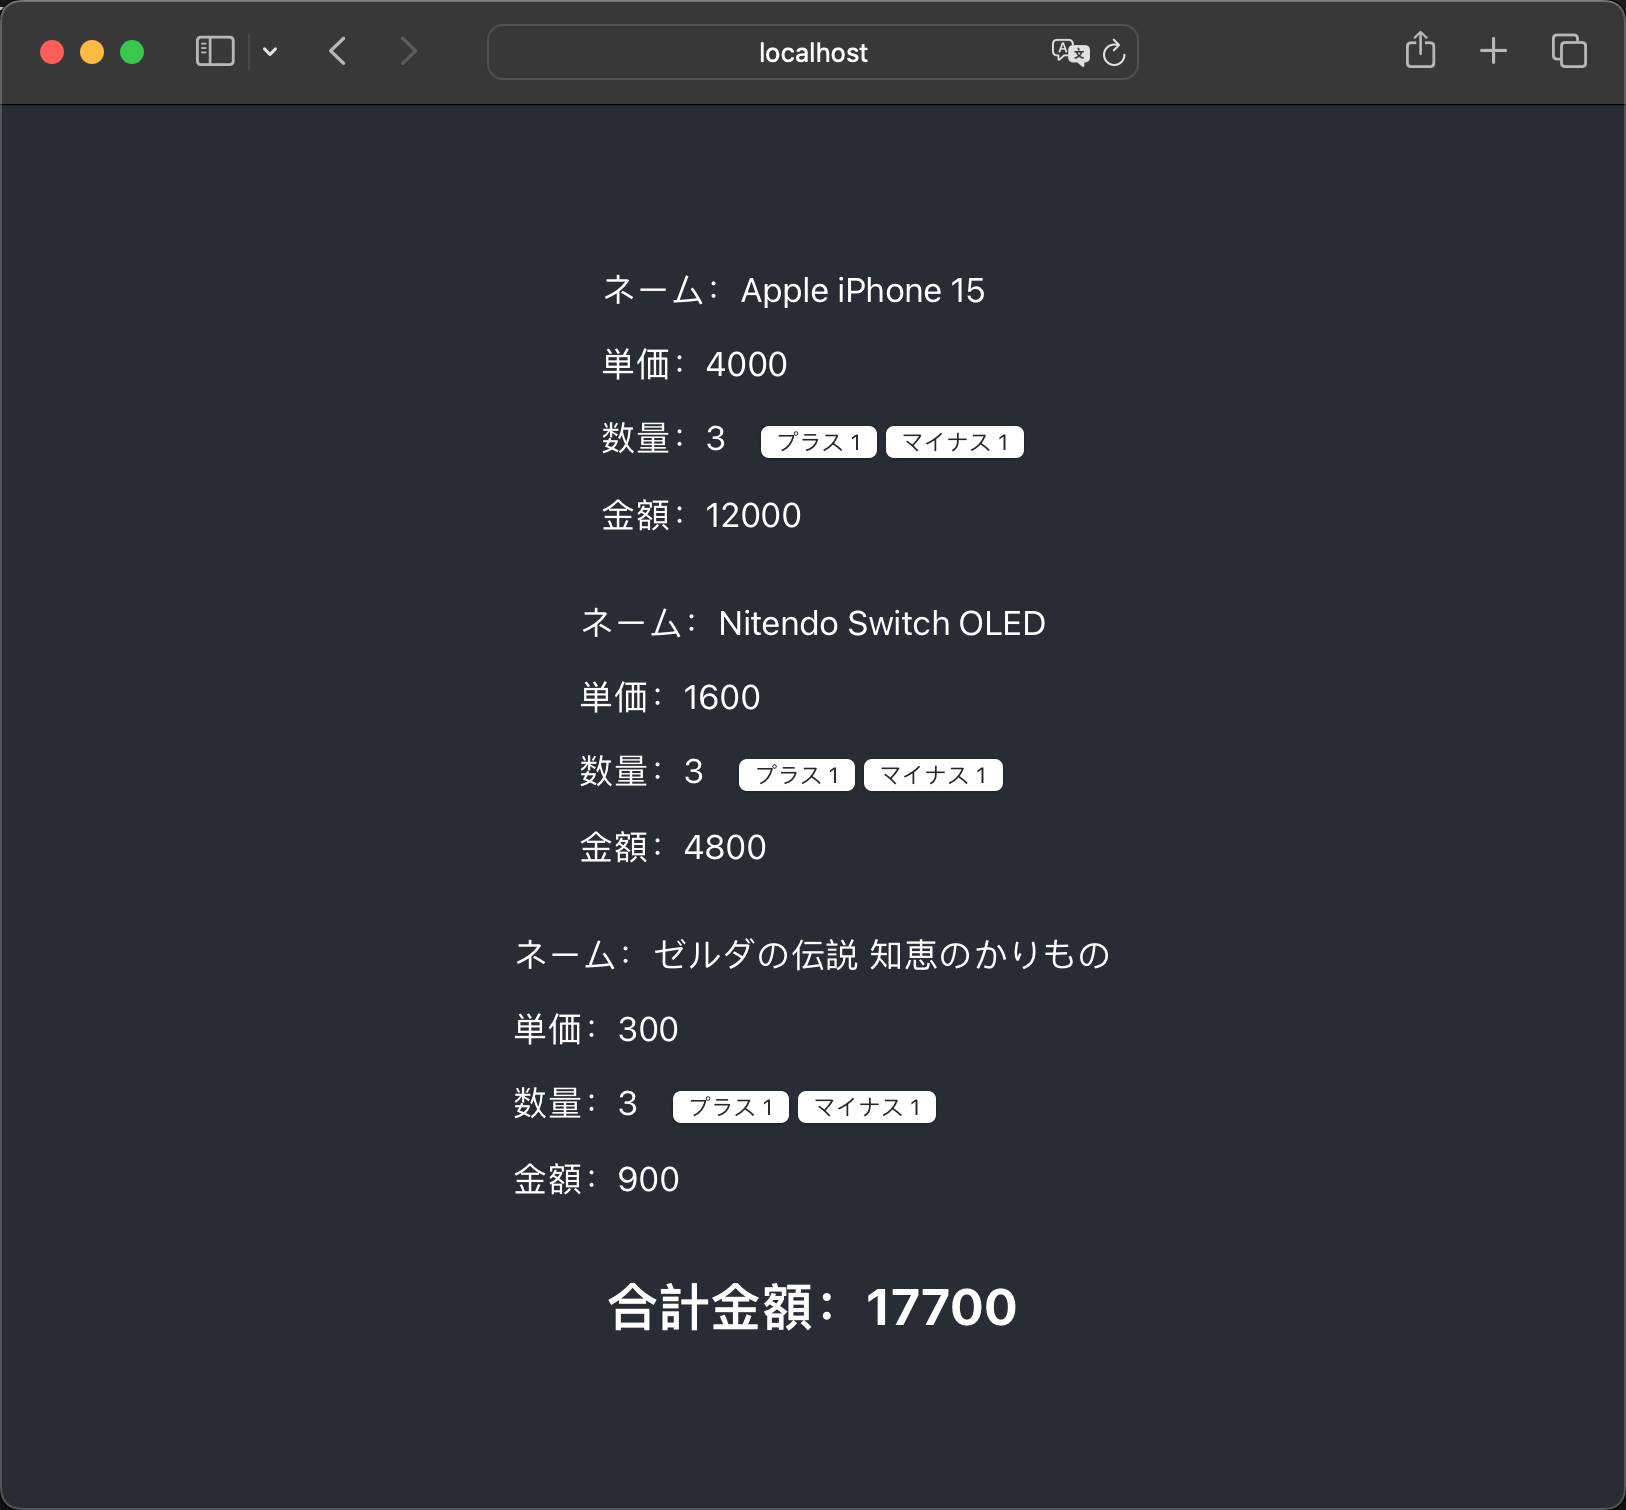 localhost
ネーム：Apple iPhone 15
単価：4000
数量：3 プラス 1 マイナス 1
金額：12000
ネーム：Nitendo Switch OLED
単価：1600
数量：3 プラス 1 マイナス 1
金額：4800
ネーム：ゼルダの伝説 知恵のかりもの
単価：300
数量：3 プラス 1 マイナス 1
金額：900
合計金額：17700